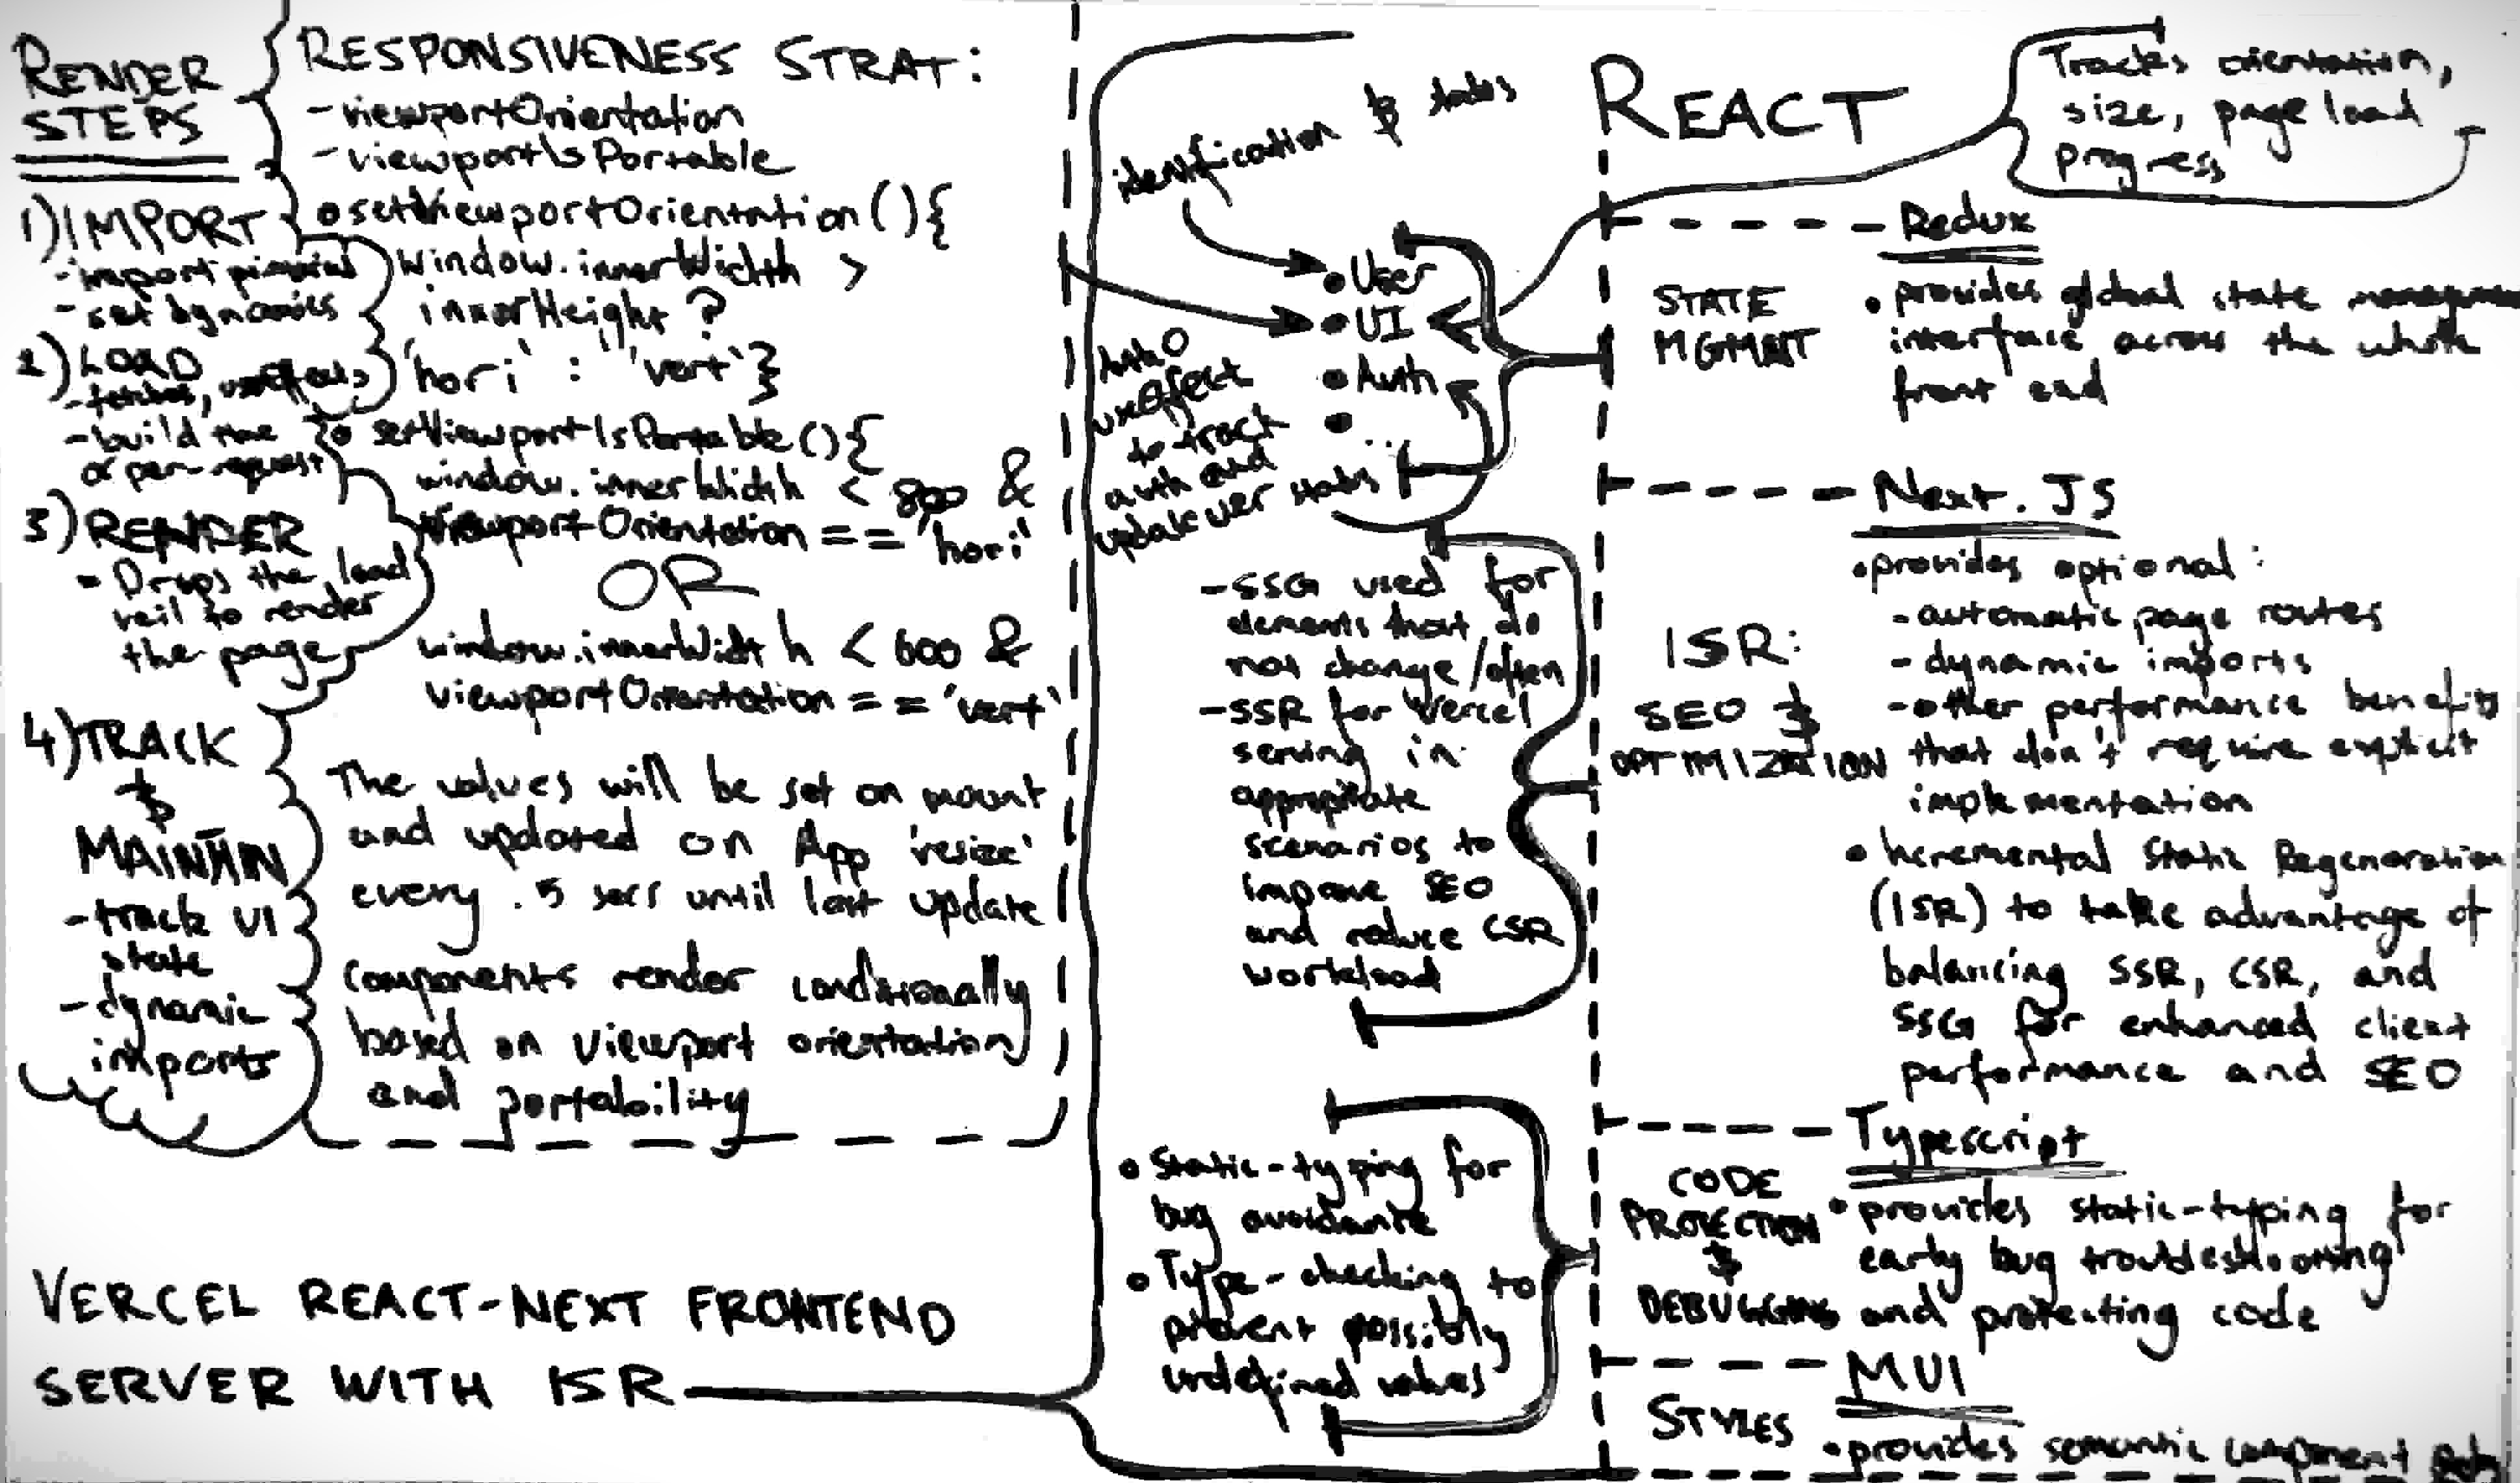 RENDER
STEPS
1) IMPORT
- import
- set dynamics
2) LOAD
-
- build time
or per-request
3) RENDER
- Drops the load
veil to render
the page
4) TRACK
&
MAINTAIN
- track UI
state
- dynamic
imports
RESPONSIVENESS STRAT:
- viewportOrientation
- viewportIsPortable
• setViewportOrientation(){
window.innerWidth >
innerHeight ?
'hori' : 'vert'}
• setViewportIsPortable(){
window.innerWidth < 800 &
viewportOrientation == 'hori'
OR
window.innerWidth < 600 &
viewportOrientation == 'vert'
The values will be set on mount
and updated on App 'resize'
every .5 secs until last update
Components render conditionally
based on viewport orientation
and portability
VERCEL REACT-NEXT FRONTEND
SERVER WITH ISR
identification & states
• User
• UI
• Auth
• ...
useEffect
to track
auth and
update user states
- SSG used for
elements that do
not change/often
- SSR for Vercel
serving in
appropriate
scenarios to
improve SEO
and reduce CSR
workload
• Static-typing for
bug avoidance
• Type-checking to
prevent possibly
undefined values
REACT
Tracks orientation,
size, page load
progress
Redux
STATE
MGMNT
• provides global state
interface across the whole
front end
Next.JS
ISR:
SEO &
OPTIMIZATION
• provides optional:
- automatic page routes
- dynamic imports
- other performance benefits
that don't require explicit
implementation
• Incremental Static Regeneration
(ISR) to take advantage of
balancing SSR, CSR, and
SSG for enhanced client
performance and SEO
Typescript
CODE
PROTECTION
&
DEBUGGING
• provides static-typing for
early bug troubleshooting
and protecting code
MUI
STYLES
• provides semantic component